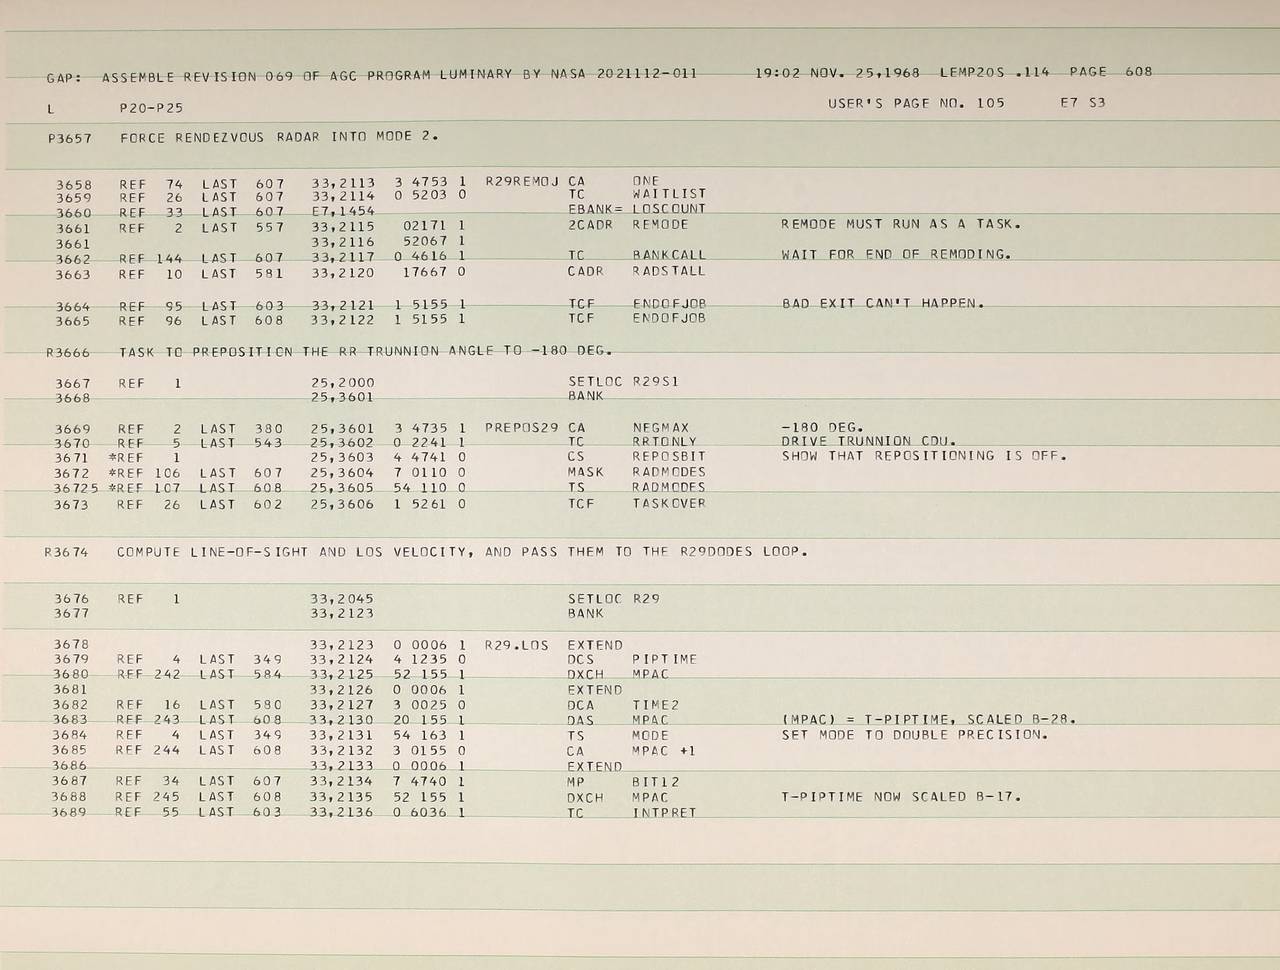 GAP:  ASSEMBLE REVISION 069 OF AGC PROGRAM LUMINARY BY NASA 2021112-011      19:02 NOV. 25,1968  LEMP20S .114  PAGE  608
L       P20-P25      USER'S PAGE NO. 105      E7 S3
P3657   FORCE RENDEZVOUS RADAR INTO MODE 2.
3658   REF  74  LAST  607   33,2113  3 4753 1  R29REMOJ CA     ONE
3659   REF  26  LAST  607   33,2114  0 5203 0           TC     WAITLIST
3660   REF  33  LAST  607   E7,1454                     EBANK= LOSCOUNT
3661   REF   2  LAST  557   33,2115   02171 1           2CADR  REMODE          REMODE MUST RUN AS A TASK.
3661                        33,2116   52067 1
3662   REF 144  LAST  607   33,2117  0 4616 1           TC     BANKCALL        WAIT FOR END OF REMODING.
3663   REF  10  LAST  581   33,2120   17667 0           CADR   RADSTALL
3664   REF  95  LAST  603   33,2121  1 5155 1           TCF    ENDOFJOB        BAD EXIT CAN'T HAPPEN.
3665   REF  96  LAST  608   33,2122  1 5155 1           TCF    ENDOFJOB
R3666   TASK TO PREPOSITION THE RR TRUNNION ANGLE TO -180 DEG.
3667   REF   1              25,2000                     SETLOC R29S1
3668                        25,3601                     BANK
3669   REF   2  LAST  380   25,3601  3 4735 1  PREPOS29 CA     NEGMAX          -180 DEG.
3670   REF   5  LAST  543   25,3602  0 2241 1           TC     RRTONLY         DRIVE TRUNNION CDU.
3671  *REF   1              25,3603  4 4741 0           CS     REPOSBIT        SHOW THAT REPOSITIONING IS OFF.
3672  *REF 106  LAST  607   25,3604  7 0110 0           MASK   RADMODES
36725 *REF 107  LAST  608   25,3605  54 110 0           TS     RADMODES
3673   REF  26  LAST  602   25,3606  1 5261 0           TCF    TASKOVER
R3674   COMPUTE LINE-OF-SIGHT AND LOS VELOCITY, AND PASS THEM TO THE R29DODES LOOP.
3676   REF   1              33,2045                     SETLOC R29
3677                        33,2123                     BANK
3678                        33,2123  0 0006 1  R29.LOS  EXTEND
3679   REF   4  LAST  349   33,2124  4 1235 0           DCS    PIPTIME
3680   REF 242  LAST  584   33,2125  52 155 1           DXCH   MPAC
3681                        33,2126  0 0006 1           EXTEND
3682   REF  16  LAST  580   33,2127  3 0025 0           DCA    TIME2
3683   REF 243  LAST  608   33,2130  20 155 1           DAS    MPAC            (MPAC) = T-PIPTIME, SCALED B-28.
3684   REF   4  LAST  349   33,2131  54 163 1           TS     MODE            SET MODE TO DOUBLE PRECISION.
3685   REF 244  LAST  608   33,2132  3 0155 0           CA     MPAC +1
3686                        33,2133  0 0006 1           EXTEND
3687   REF  34  LAST  607   33,2134  7 4740 1           MP     BIT12
3688   REF 245  LAST  608   33,2135  52 155 1           DXCH   MPAC            T-PIPTIME NOW SCALED B-17.
3689   REF  55  LAST  603   33,2136  0 6036 1           TC     INTPRET